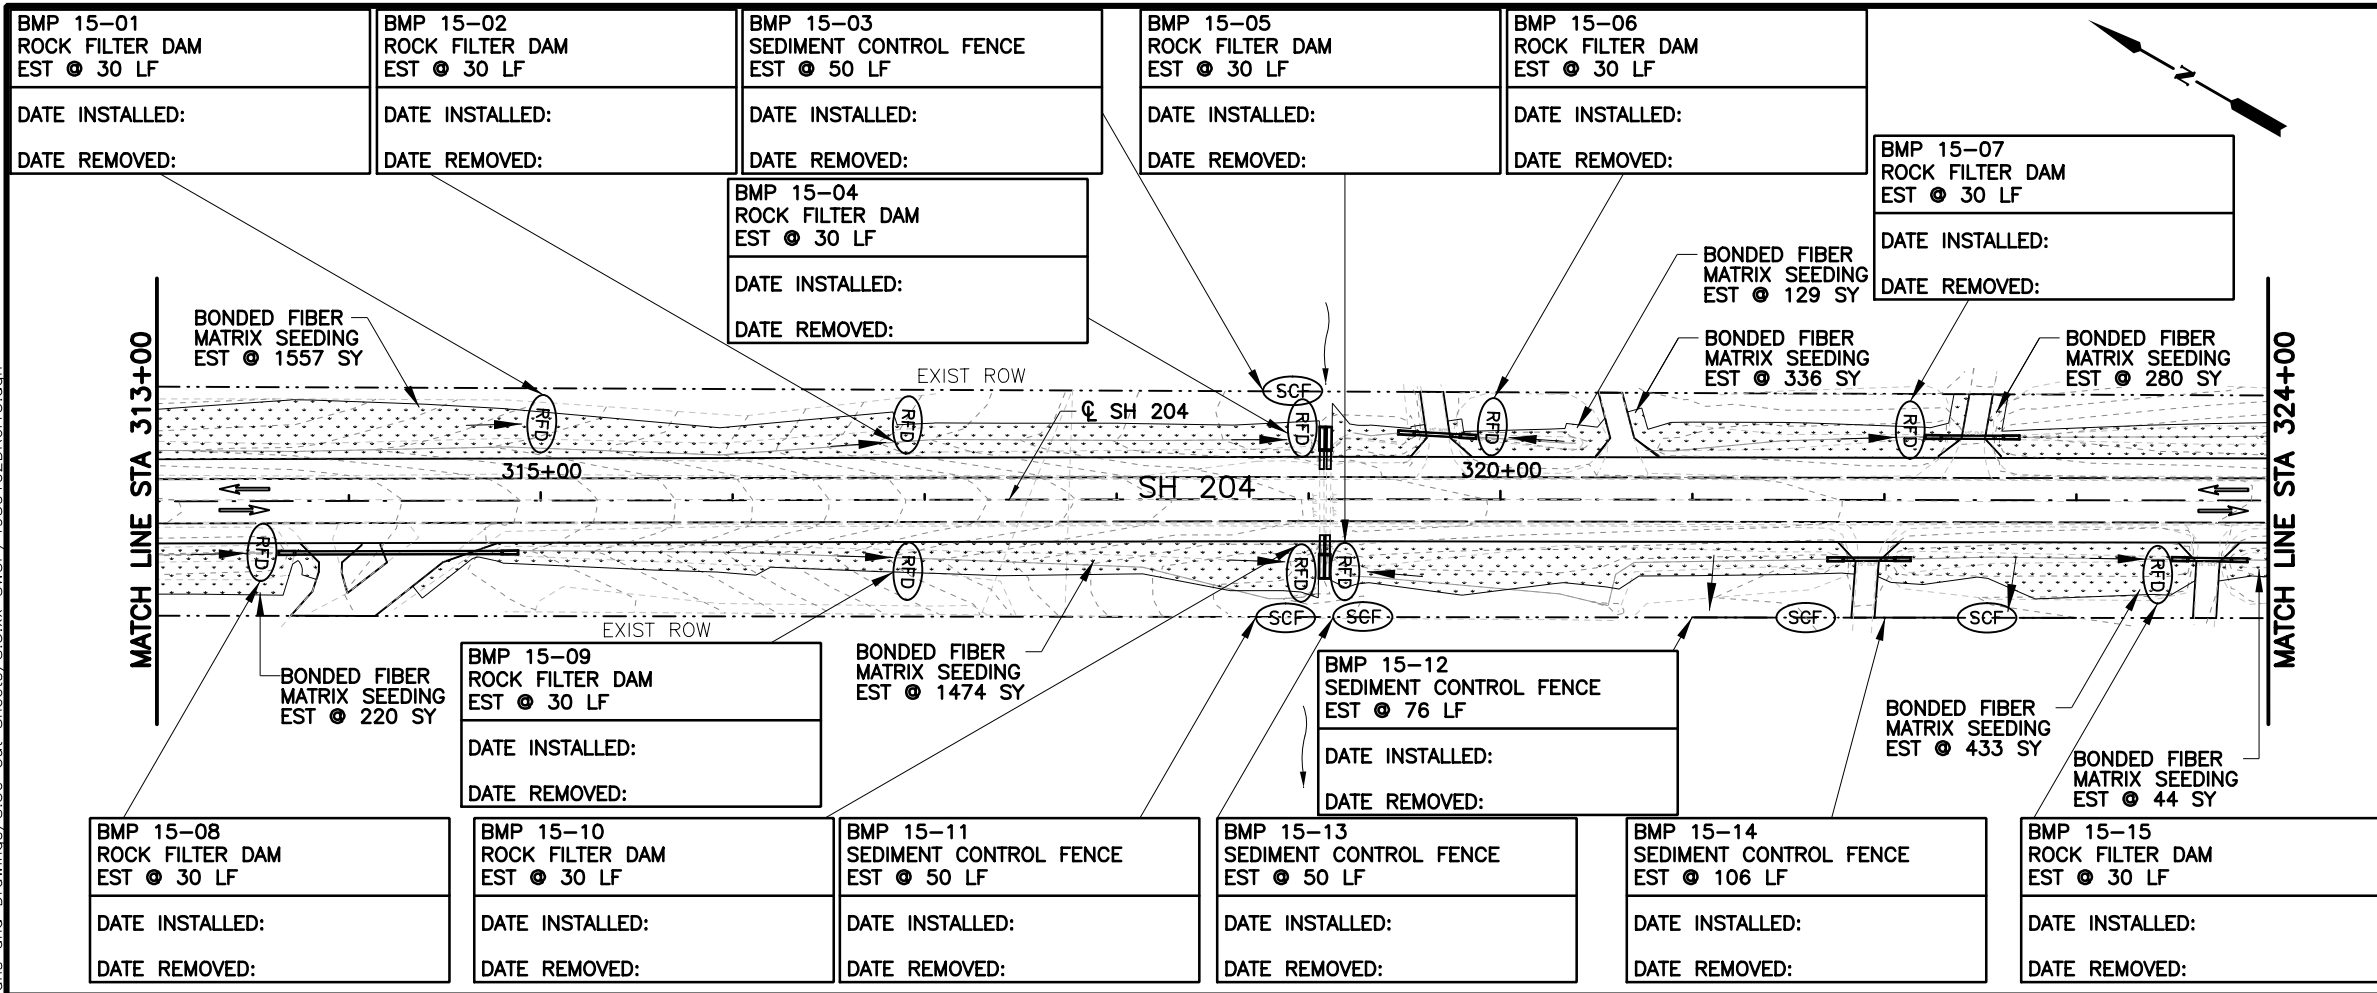 BMP 15-01
ROCK FILTER DAM
EST @ 30 LF
DATE INSTALLED:
DATE REMOVED:
BMP 15-02
ROCK FILTER DAM
EST @ 30 LF
DATE INSTALLED:
DATE REMOVED:
BMP 15-03
SEDIMENT CONTROL FENCE
EST @ 50 LF
DATE INSTALLED:
DATE REMOVED:
BMP 15-05
ROCK FILTER DAM
EST @ 30 LF
DATE INSTALLED:
DATE REMOVED:
BMP 15-06
ROCK FILTER DAM
EST @ 30 LF
DATE INSTALLED:
DATE REMOVED:
N
BMP 15-07
ROCK FILTER DAM
EST @ 30 LF
DATE INSTALLED:
DATE REMOVED:
BMP 15-04
ROCK FILTER DAM
EST @ 30 LF
DATE INSTALLED:
DATE REMOVED:
BONDED FIBER
MATRIX SEEDING
EST @ 129 SY
BONDED FIBER
MATRIX SEEDING
EST @ 1557 SY
BONDED FIBER
MATRIX SEEDING
EST @ 336 SY
BONDED FIBER
MATRIX SEEDING
EST @ 280 SY
MATCH LINE STA 313+00
MATCH LINE STA 324+00
EXIST ROW
SCF
RFD
RFD
RFD
RFD
RFD
℄ SH 204
315+00
320+00
SH 204
RFD
RFD
RFD
RFD
RFD
SCF
SCF
SCF
SCF
EXIST ROW
BONDED FIBER
MATRIX SEEDING
EST @ 220 SY
BMP 15-09
ROCK FILTER DAM
EST @ 30 LF
DATE INSTALLED:
DATE REMOVED:
BONDED FIBER
MATRIX SEEDING
EST @ 1474 SY
BMP 15-12
SEDIMENT CONTROL FENCE
EST @ 76 LF
DATE INSTALLED:
DATE REMOVED:
BONDED FIBER
MATRIX SEEDING
EST @ 433 SY
BONDED FIBER
MATRIX SEEDING
EST @ 44 SY
BMP 15-08
ROCK FILTER DAM
EST @ 30 LF
DATE INSTALLED:
DATE REMOVED:
BMP 15-10
ROCK FILTER DAM
EST @ 30 LF
DATE INSTALLED:
DATE REMOVED:
BMP 15-11
SEDIMENT CONTROL FENCE
EST @ 50 LF
DATE INSTALLED:
DATE REMOVED:
BMP 15-13
SEDIMENT CONTROL FENCE
EST @ 50 LF
DATE INSTALLED:
DATE REMOVED:
BMP 15-14
SEDIMENT CONTROL FENCE
EST @ 106 LF
DATE INSTALLED:
DATE REMOVED:
BMP 15-15
ROCK FILTER DAM
EST @ 30 LF
DATE INSTALLED:
DATE REMOVED: